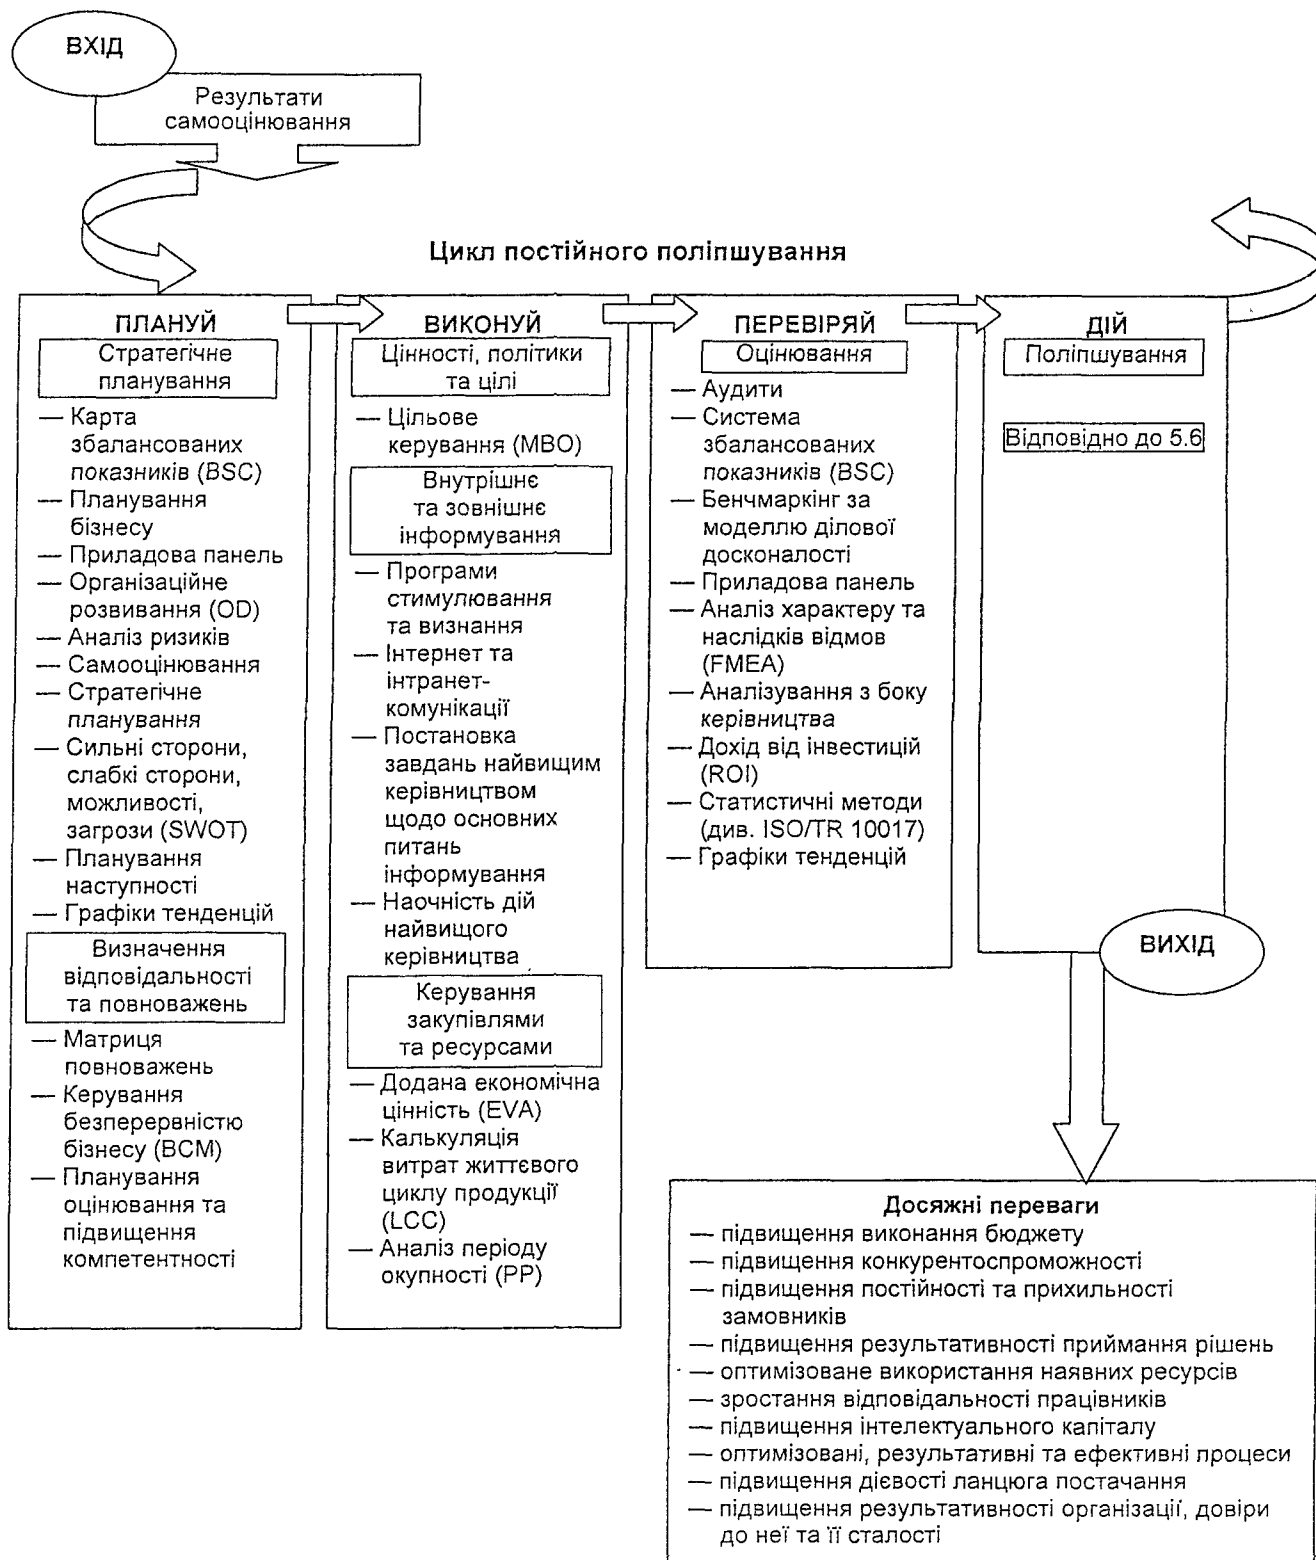 ВХІД
Результати
самооцінювання
Цикл постійного поліпшування
ПЛАНУЙ
Стратегічне
планування
— Карта
збалансованих
показників (BSC)
— Планування
бізнесу
— Приладова панель
— Організаційне
розвивання (OD)
— Аналіз ризиків
— Самооцінювання
— Стратегічне
планування
— Сильні сторони,
слабкі сторони,
можливості,
загрози (SWOT)
— Планування
наступності
— Графіки тенденцій
Визначення
відповідальності
та повноважень
— Матриця
повноважень
— Керування
безперервністю
бізнесу (BCM)
— Планування
оцінювання та
підвищення
компетентності
ВИКОНУЙ
Цінності, політики
та цілі
— Цільове
керування (MBO)
Внутрішнє
та зовнішнє
інформування
— Програми
стимулювання
та визнання
— Інтернет та
інтранет-
комунікації
— Постановка
завдань найвищим
керівництвом
щодо основних
питань
інформування
— Наочність дій
найвищого
керівництва
Керування
закупівлями
та ресурсами
— Додана економічна
цінність (EVA)
— Калькуляція
витрат життєвого
циклу продукції
(LCC)
— Аналіз періоду
окупності (PP)
ПЕРЕВІРЯЙ
Оцінювання
— Аудити
— Система
збалансованих
показників (BSC)
— Бенчмаркінг за
моделлю ділової
досконалості
— Приладова панель
— Аналіз характеру та
наслідків відмов
(FMEA)
— Аналізування з боку
керівництва
— Дохід від інвестицій
(ROI)
— Статистичні методи
(див. ISO/TR 10017)
— Графіки тенденцій
ДІЙ
Поліпшування
Відповідно до 5.6
ВИХІД
Досяжні переваги
— підвищення виконання бюджету
— підвищення конкурентоспроможності
— підвищення постійності та прихильності
замовників
— підвищення результативності приймання рішень
— оптимізоване використання наявних ресурсів
— зростання відповідальності працівників
— підвищення інтелектуального капіталу
— оптимізовані, результативні та ефективні процеси
— підвищення дієвості ланцюга постачання
— підвищення результативності організації, довіри
до неї та її сталості